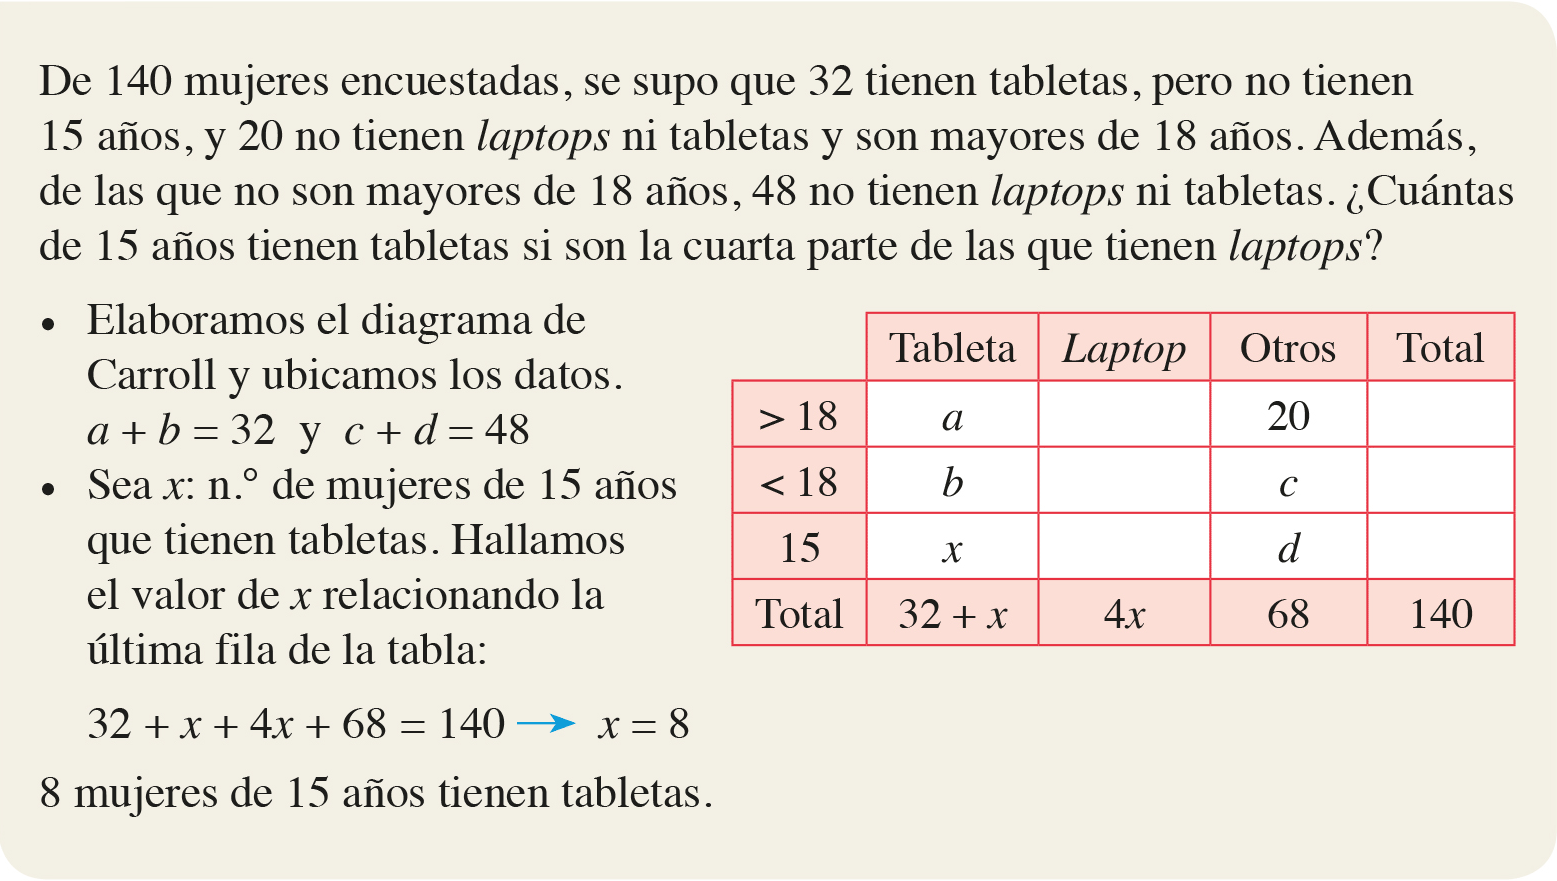 De 140 mujeres encuestadas, se supo que 32 tienen tabletas, pero no tienen
15 años, y 20 no tienen laptops ni tabletas y son mayores de 18 años. Además,
de las que no son mayores de 18 años, 48 no tienen laptops ni tabletas. ¿Cuántas
de 15 años tienen tabletas si son la cuarta parte de las que tienen laptops?
• Elaboramos el diagrama de
Carroll y ubicamos los datos.
a + b = 32 y c + d = 48
• Sea x: n.° de mujeres de 15 años
que tienen tabletas. Hallamos
el valor de x relacionando la
última fila de la tabla:
32 + x + 4x + 68 = 140 → x = 8
8 mujeres de 15 años tienen tabletas.
Tableta Laptop Otros Total
> 18 a 20
< 18 b c
15 x d
Total 32 + x 4x 68 140